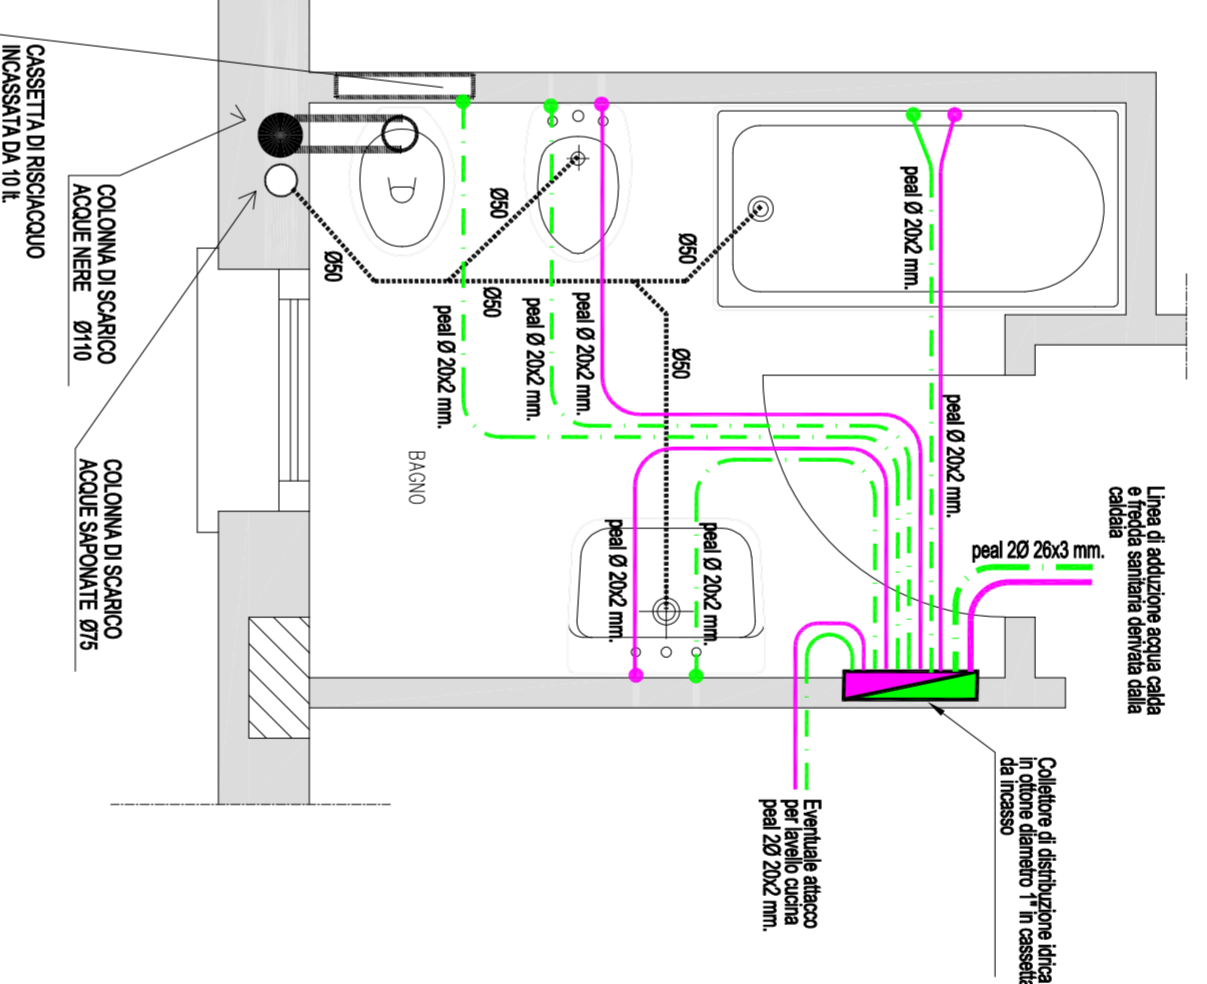 CASSETTA DI RISCIACQUO
INCASSATA DA 10 lt.
COLONNA DI SCARICO
ACQUE NERE Ø110
COLONNA DI SCARICO
ACQUE SAPONATE Ø75
Ø50
Ø50
Ø50
Ø50
Ø50
peal Ø 20x2 mm.
peal Ø 20x2 mm.
peal Ø 20x2 mm.
peal Ø 20x2 mm.
peal Ø 20x2 mm.
BAGNO
peal Ø 20x2 mm.
peal Ø 20x2 mm.
peal 2Ø 26x3 mm.
Linea di adduzione acqua calda
e fredda sanitaria derivata dalla
caldaia
Collettore di distribuzione idrica
in ottone diametro 1" in cassetta
da incasso
Eventuale attacco
per lavello cucina
peal 2Ø 20x2 mm.